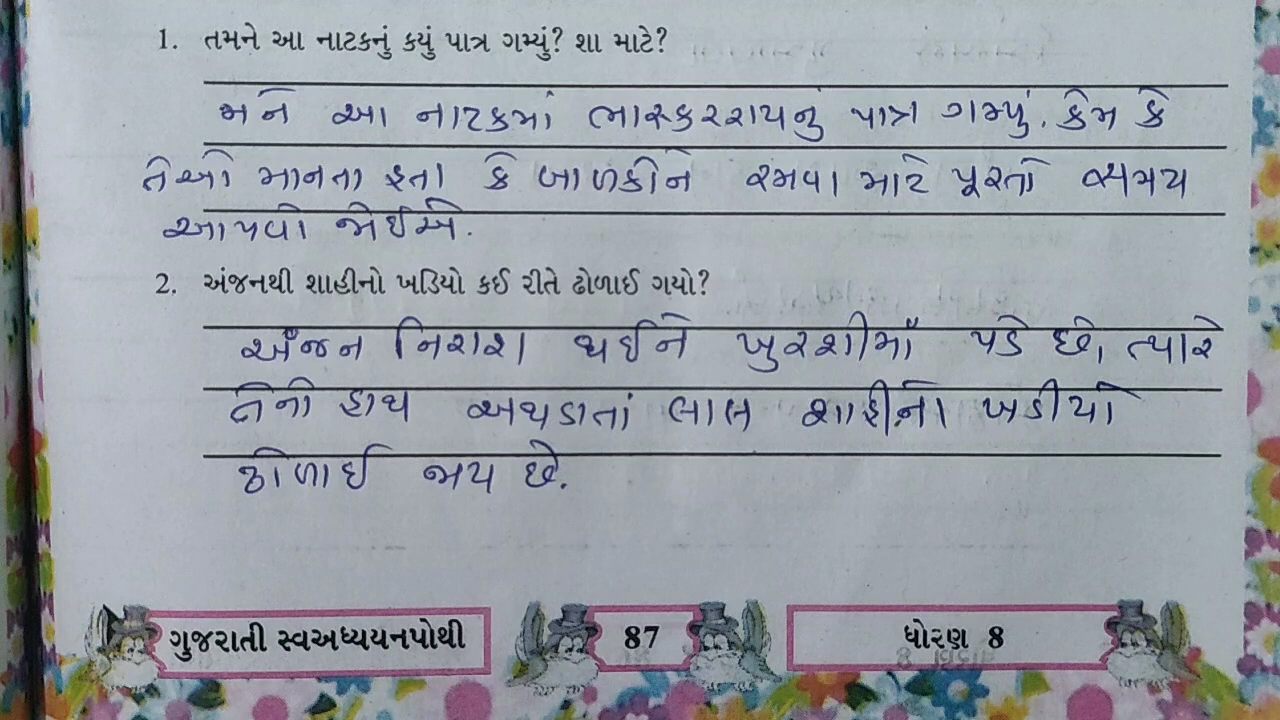 1. તમને આ નાટકનું કયું પાત્ર ગમ્યું? શા માટે?
મને આ નાટકમાં ભાસ્કરરાયનું પાત્ર ગમ્યું. કેમ કે
તેઓ માનતા હતા કે બાળકોને રમવા માટે પૂરતો સમય
આપવો જોઈએ.
2. અંજનથી શાહીનો ખડિયો કઈ રીતે ઢોળાઈ ગયો?
અંજન નિરાશ થઈને ખુરશીમાં પડે છે, ત્યારે
તેનો હાથ અથડાતાં લાલ શાહીનો ખડીયો
ઢોળાઈ જાય છે.
ગુજરાતી સ્વઅધ્યયનપોથી 87 ધોરણ 8